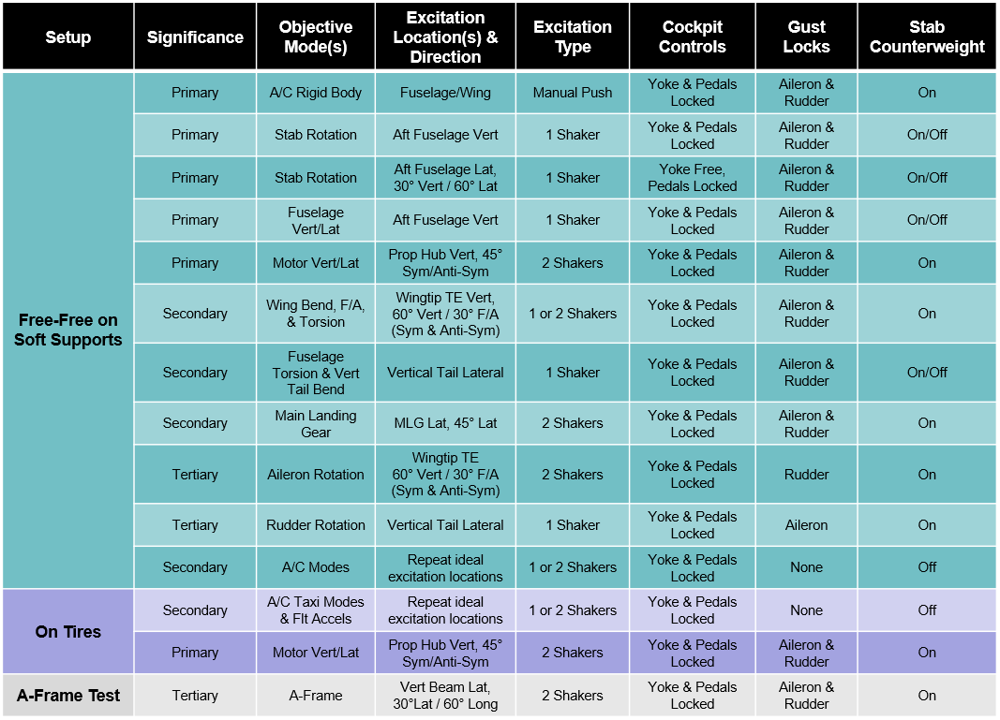 Setup
Significance
Objective
Mode(s)
Excitation
Location(s) &
Direction
Excitation
Type
Cockpit
Controls
Gust
Locks
Stab
Counterweight
Free-Free on
Soft Supports
Primary
A/C Rigid Body
Fuselage/Wing
Manual Push
Yoke & Pedals
Locked
Aileron &
Rudder
On
Primary
Stab Rotation
Aft Fuselage Vert
1 Shaker
Yoke & Pedals
Locked
Aileron &
Rudder
On/Off
Primary
Stab Rotation
Aft Fuselage Lat,
30° Vert / 60° Lat
1 Shaker
Yoke Free,
Pedals Locked
Aileron &
Rudder
On/Off
Primary
Fuselage
Vert/Lat
Aft Fuselage Vert
1 Shaker
Yoke & Pedals
Locked
Aileron &
Rudder
On/Off
Primary
Motor Vert/Lat
Prop Hub Vert, 45°
Sym/Anti-Sym
2 Shakers
Yoke & Pedals
Locked
Aileron &
Rudder
On
Secondary
Wing Bend, F/A,
& Torsion
Wingtip TE Vert,
60° Vert / 30° F/A
(Sym & Anti-Sym)
1 or 2 Shakers
Yoke & Pedals
Locked
Aileron &
Rudder
On
Secondary
Fuselage
Torsion & Vert
Tail Bend
Vertical Tail Lateral
1 Shaker
Yoke & Pedals
Locked
Aileron &
Rudder
On/Off
Secondary
Main Landing
Gear
MLG Lat, 45° Lat
2 Shakers
Yoke & Pedals
Locked
Aileron &
Rudder
On
Tertiary
Aileron Rotation
Wingtip TE
60° Vert / 30° F/A
(Sym & Anti-Sym)
2 Shakers
Yoke & Pedals
Locked
Rudder
On
Tertiary
Rudder Rotation
Vertical Tail Lateral
1 Shaker
Yoke & Pedals
Locked
Aileron
On
Secondary
A/C Modes
Repeat ideal
excitation locations
1 or 2 Shakers
Yoke & Pedals
Locked
None
Off
On Tires
Secondary
A/C Taxi Modes
& Flt Accels
Repeat ideal
excitation locations
1 or 2 Shakers
Yoke & Pedals
Locked
None
Off
Primary
Motor Vert/Lat
Prop Hub Vert, 45°
Sym/Anti-Sym
2 Shakers
Yoke & Pedals
Locked
Aileron &
Rudder
On
A-Frame Test
Tertiary
A-Frame
Vert Beam Lat,
30°Lat / 60° Long
2 Shakers
Yoke & Pedals
Locked
Aileron &
Rudder
On